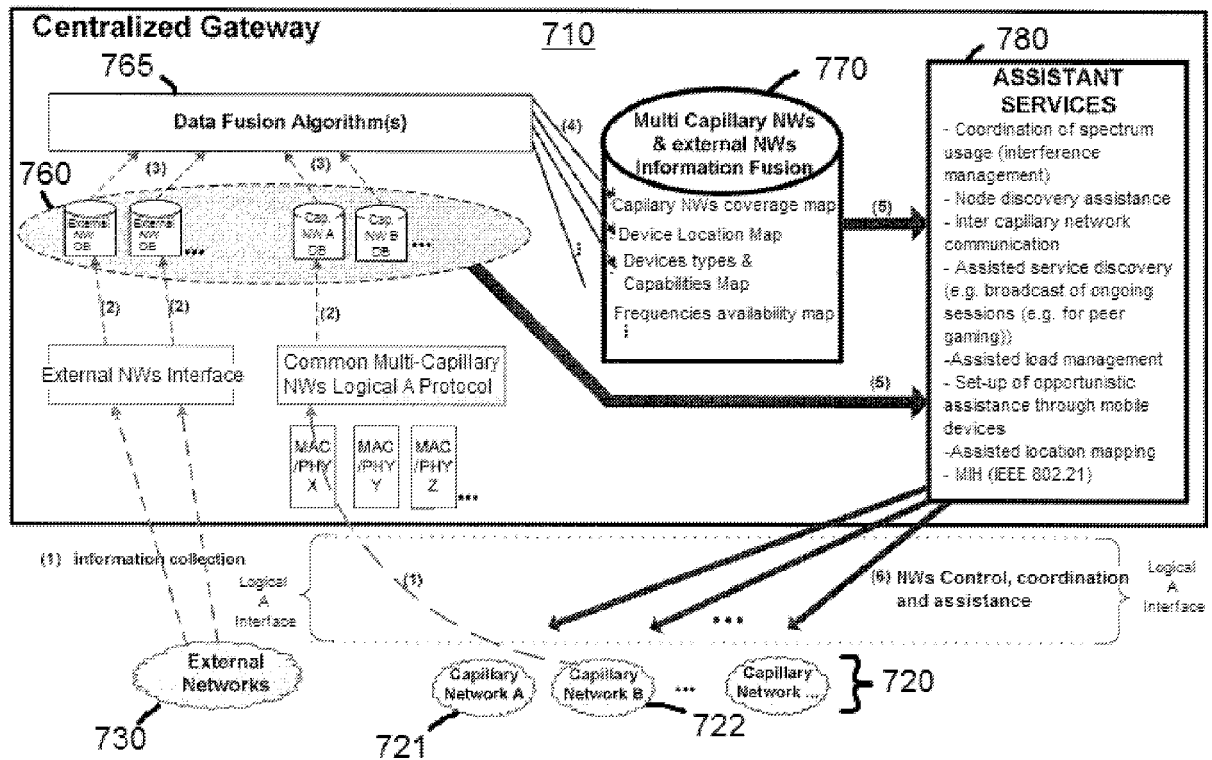 Centralized Gateway
710
765
Data Fusion Algorithm(s)
(4)
(3)
(3)
760
External
NW
DB
External
NW
DB
...
Cap.
NW A
DB
Cap.
NW B
DB
...
(2)
(2)
(2)
External NWs Interface
Common Multi-Capillary
NWs Logical A Protocol
MAC
/PHY
X
MAC
/PHY
Y
MAC
/PHY
Z
...
770
Multi Capillary NWs
& external NWs
Information Fusion
Capilary NWs coverage map
Device Location Map
Devices types &
Capabilities Map
Frequencies availability map
(5)
(5)
780
ASSISTANT
SERVICES
- Coordination of spectrum
usage (interference
management)
- Node discovery assistance
- Inter capillary network
communication
- Assisted service discovery
(e.g. broadcast of ongoing
sessions (e.g. for peer
gaming))
-Assisted load management
- Set-up of opportunistic
assistance through mobile
devices
-Assisted location mapping
- MIH (IEEE 802.21)
(1) information collection
Logical
A
Interface
(1)
(6) NWs Control, coordination
and assistance
Logical
A
Interface
...
External
Networks
730
Capillary
Network A
721
Capillary
Network B
722
...
Capillary
Network ...
720